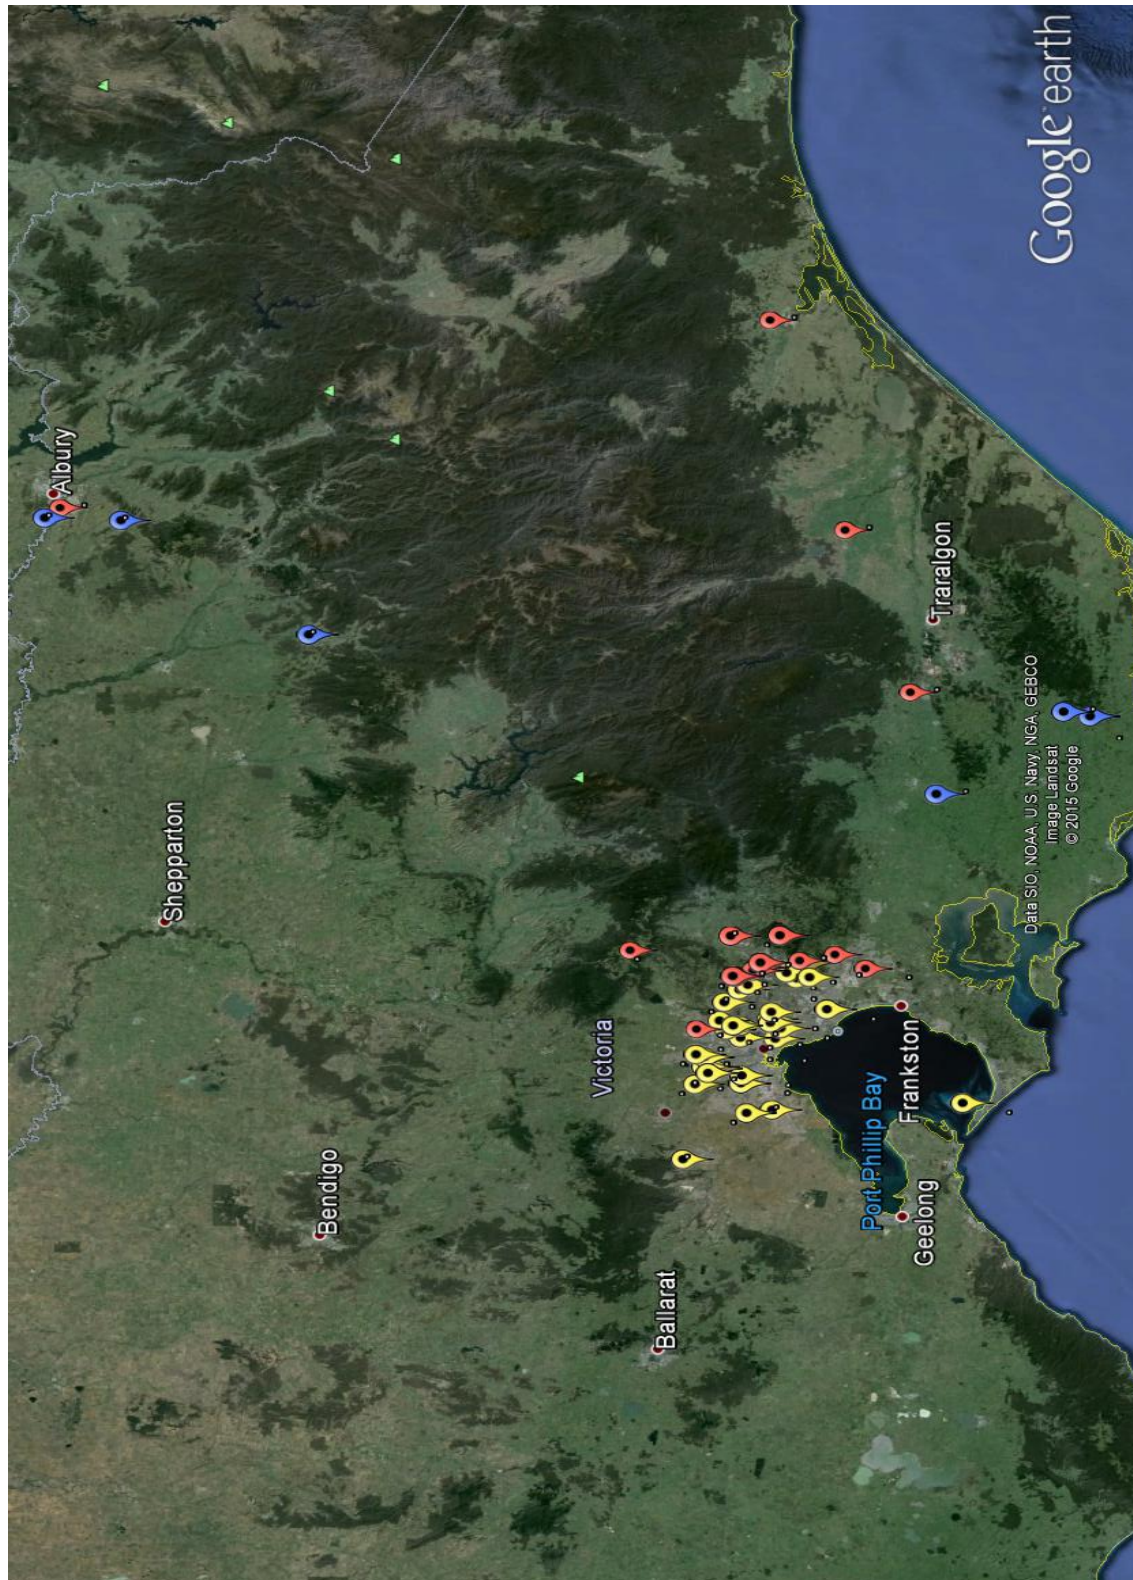 Albury
Shepparton
Bendigo
Victoria
Ballarat
Traralgon
Port Phillip Bay
Frankston
Geelong
Data SIO, NOAA, U.S. Navy, NGA, GEBCO
Image Landsat
© 2015 Google
Google earth